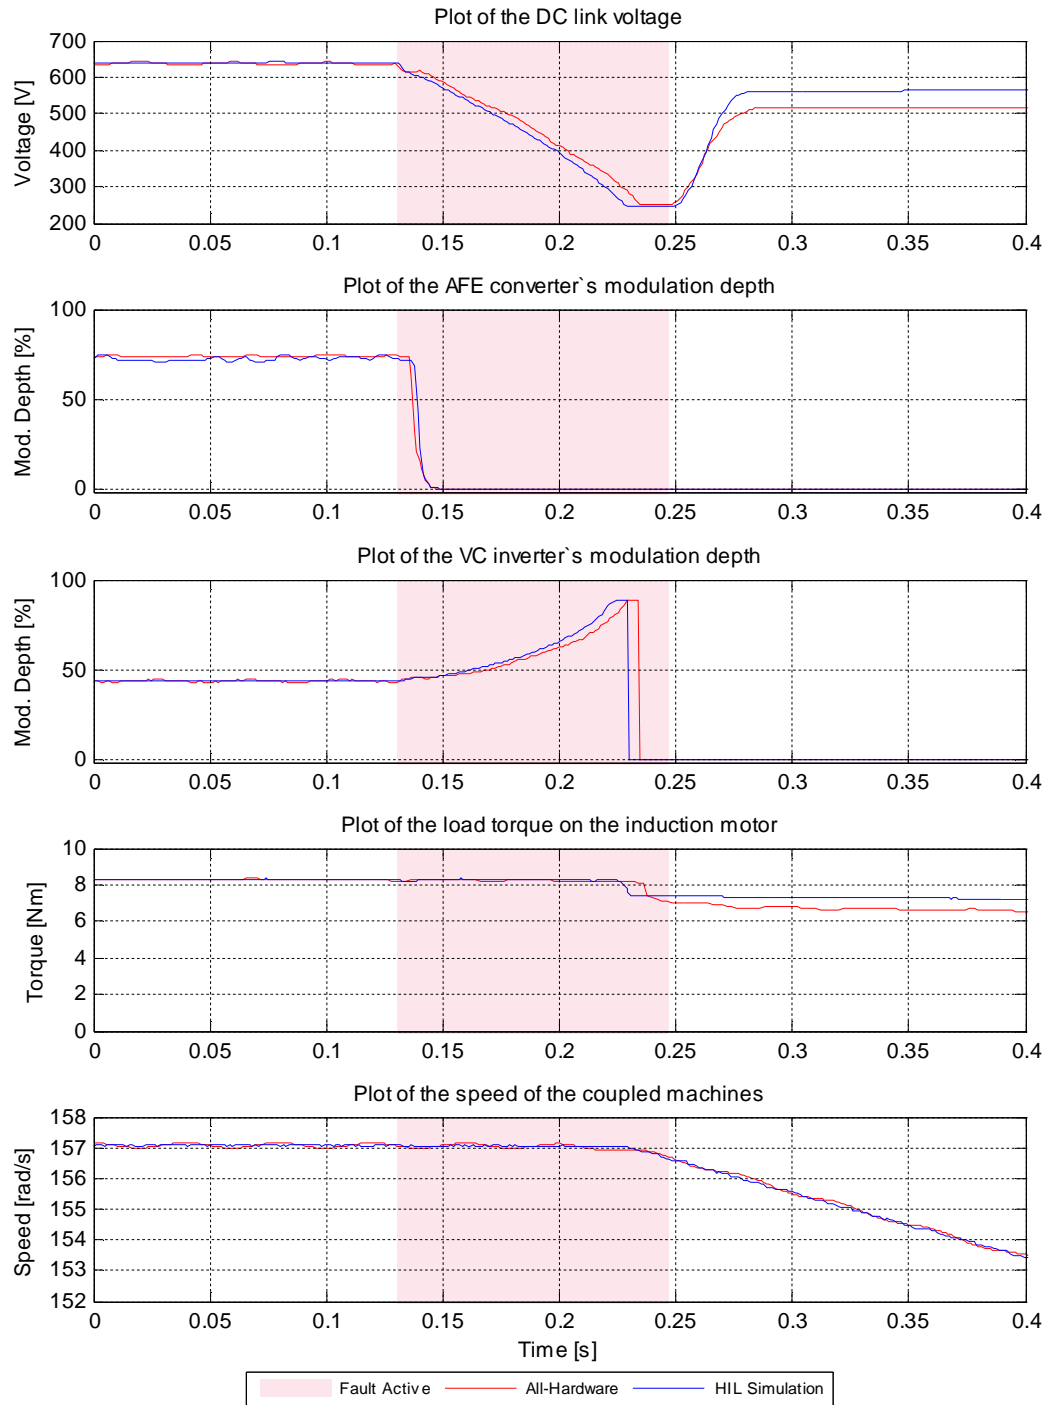 Plot of the DC link voltage
Voltage [V]
700
600
500
400
300
200
0 0.05 0.1 0.15 0.2 0.25 0.3 0.35 0.4
Plot of the AFE converter`s modulation depth
Mod. Depth [%]
100
50
0
0 0.05 0.1 0.15 0.2 0.25 0.3 0.35 0.4
Plot of the VC inverter`s modulation depth
Mod. Depth [%]
100
50
0
0 0.05 0.1 0.15 0.2 0.25 0.3 0.35 0.4
Plot of the load torque on the induction motor
Torque [Nm]
10
8
6
4
2
0
0 0.05 0.1 0.15 0.2 0.25 0.3 0.35 0.4
Plot of the speed of the coupled machines
Speed [rad/s]
158
157
156
155
154
153
152
0 0.05 0.1 0.15 0.2 0.25 0.3 0.35 0.4
Time [s]
Fault Active All-Hardware HIL Simulation